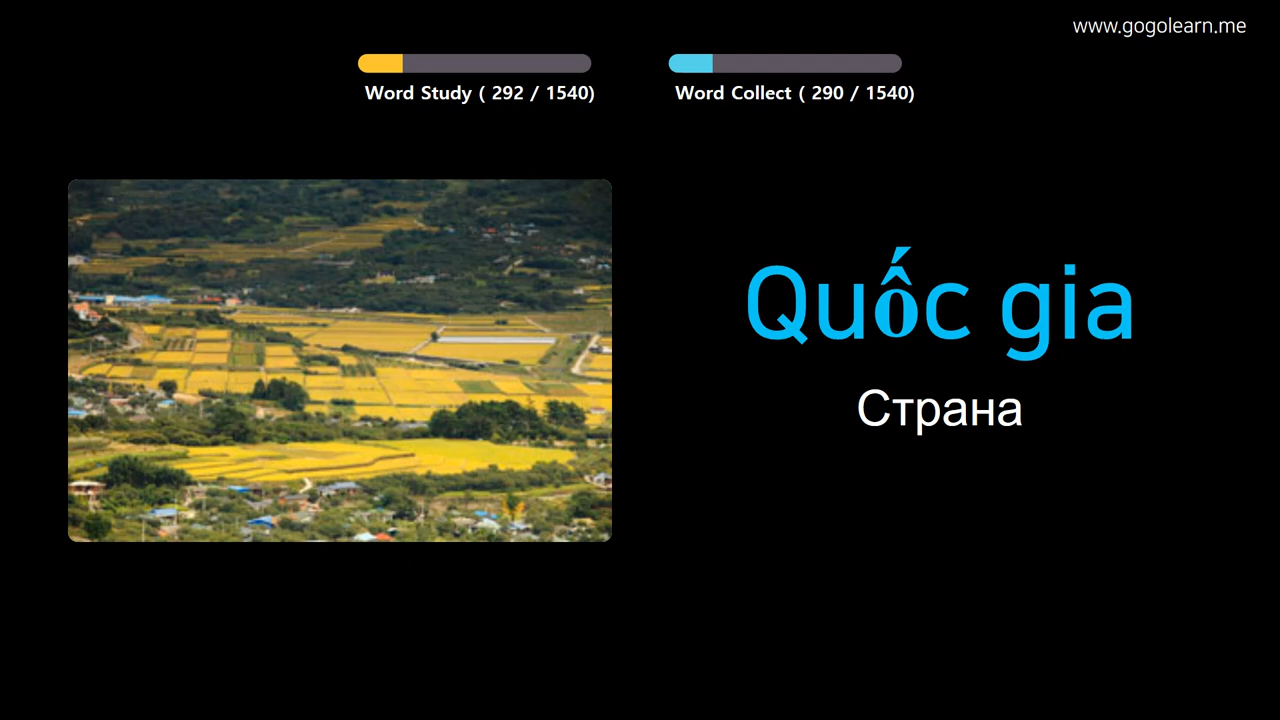 www.gogolearn.me
Word Study ( 292 / 1540)
Word Collect ( 290 / 1540)
Quốc gia
Страна